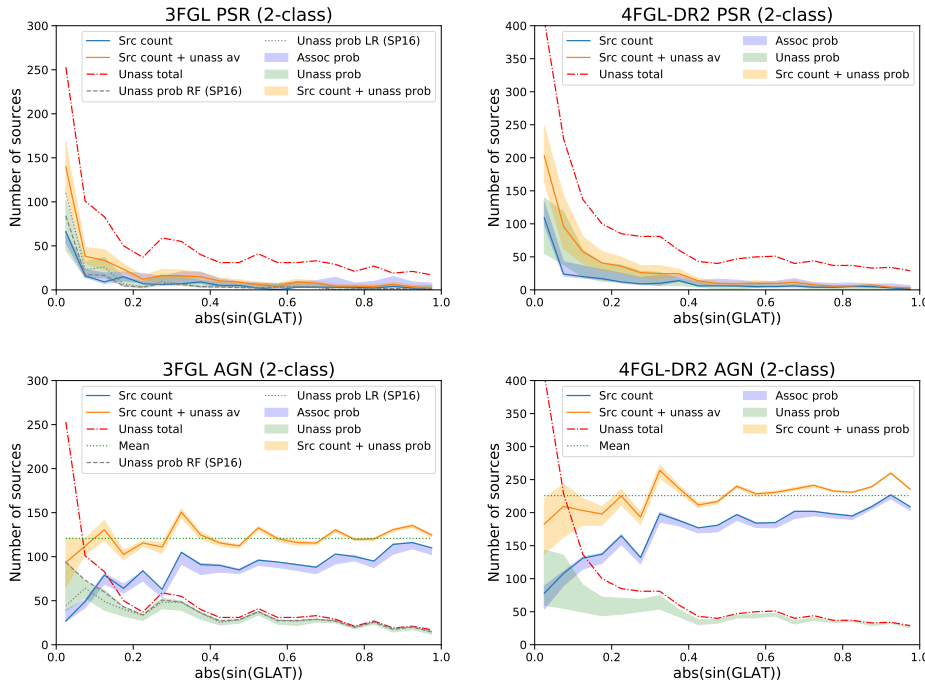 3FGL PSR (2-class)
300
250
200
150
100
50
0
Number of sources
Src count
Src count + unass av
Unass total
Unass prob RF (SP16)
Unass prob LR (SP16)
Assoc prob
Unass prob
Src count + unass prob
0.0 0.2 0.4 0.6 0.8 1.0
abs(sin(GLAT))
4FGL-DR2 PSR (2-class)
400
350
300
250
200
150
100
50
0
Number of sources
Src count
Src count + unass av
Unass total
Assoc prob
Unass prob
Src count + unass prob
0.0 0.2 0.4 0.6 0.8 1.0
abs(sin(GLAT))
3FGL AGN (2-class)
300
250
200
150
100
50
0
Number of sources
Src count
Src count + unass av
Unass total
Mean
Unass prob RF (SP16)
Unass prob LR (SP16)
Assoc prob
Unass prob
Src count + unass prob
0.0 0.2 0.4 0.6 0.8 1.0
abs(sin(GLAT))
4FGL-DR2 AGN (2-class)
400
350
300
250
200
150
100
50
0
Number of sources
Src count
Src count + unass av
Unass total
Mean
Assoc prob
Unass prob
Src count + unass prob
0.0 0.2 0.4 0.6 0.8 1.0
abs(sin(GLAT))